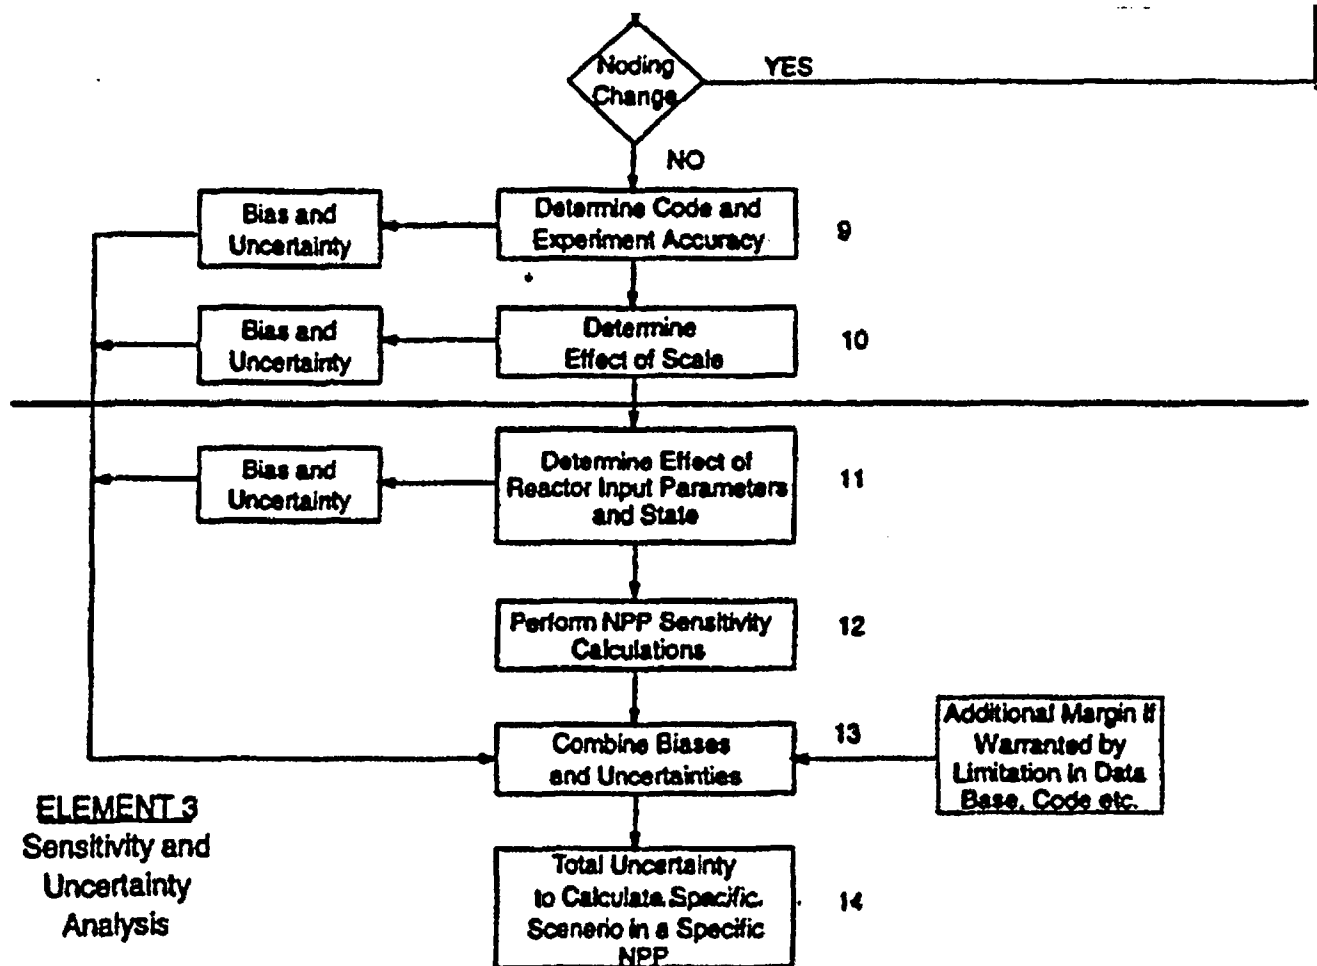 Noding
Change
YES
NO
Bias and
Uncertainty
Determine Code and
Experiment Accuracy
9
Bias and
Uncertainty
Determine
Effect of Scale
10
Bias and
Uncertainty
Determine Effect of
Reactor Input Parameters
and State
11
Perform NPP Sensitivity
Calculations
12
Combine Biases
and Uncertainties
13
Additional Margin if
Warranted by
Limitation in Data
Base, Code etc.
ELEMENT 3
Sensitivity and
Uncertainty
Analysis
Total Uncertainty
to Calculate Specific
Scenerio in a Specific
NPP
14